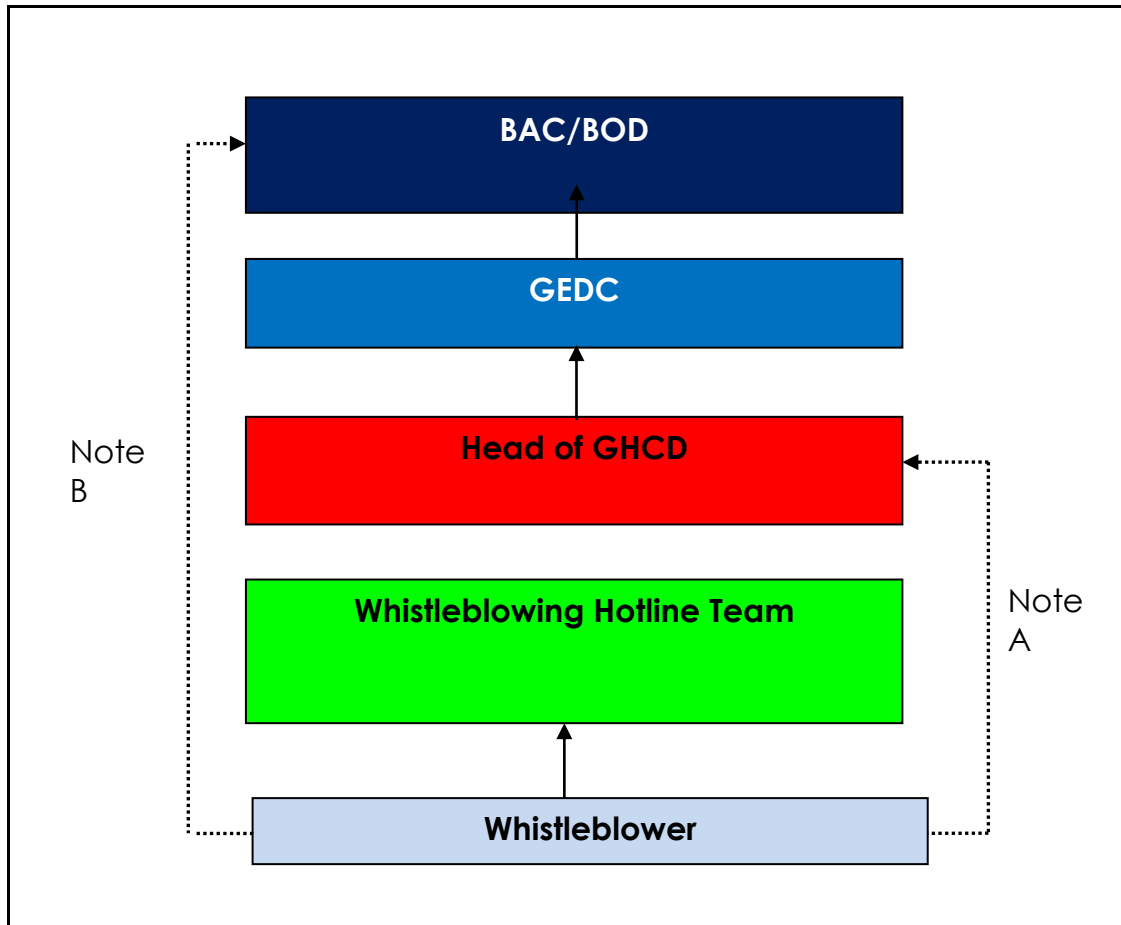 BAC/BOD
GEDC
Head of GHCD
Note
B
Whistleblowing Hotline Team
Note
A
Whistleblower